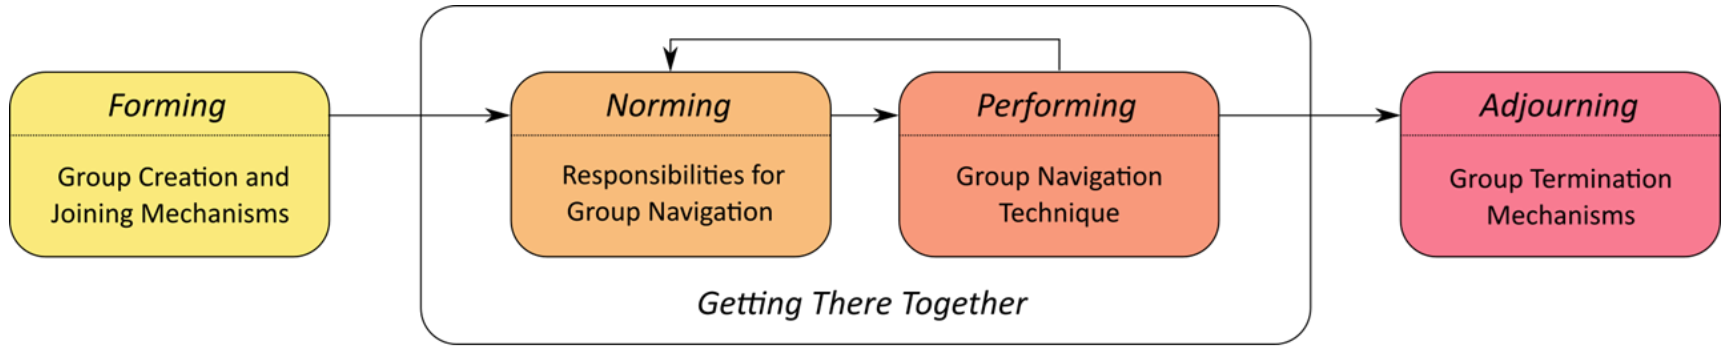 Forming
Group Creation and
Joining Mechanisms
Norming
Responsibilities for
Group Navigation
Performing
Group Navigation
Technique
Adjourning
Group Termination
Mechanisms
Getting There Together